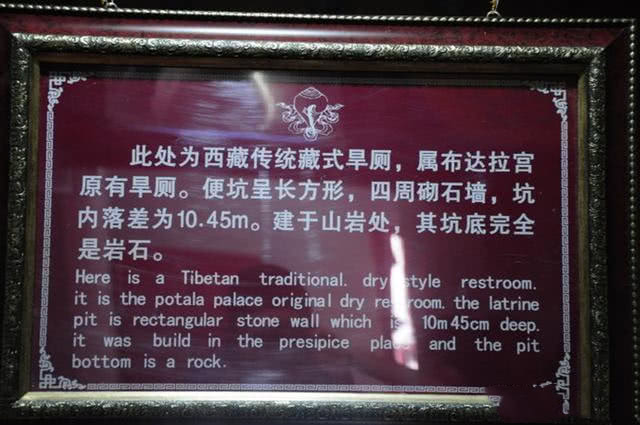 此处为西藏传统藏式旱厕，属布达拉宫
原有旱厕。便坑呈长方形，四周砌石墙，坑
内落差为10.45m。建于山岩处，其坑底完全
是岩石。
Here is a Tibetan traditional. dry style restroom.
it is the potala palace original dry restroom. the latrine
pit is rectangular stone wall which is 10m 45cm deep.
it was build in the presipice place and the pit
bottom is a rock.